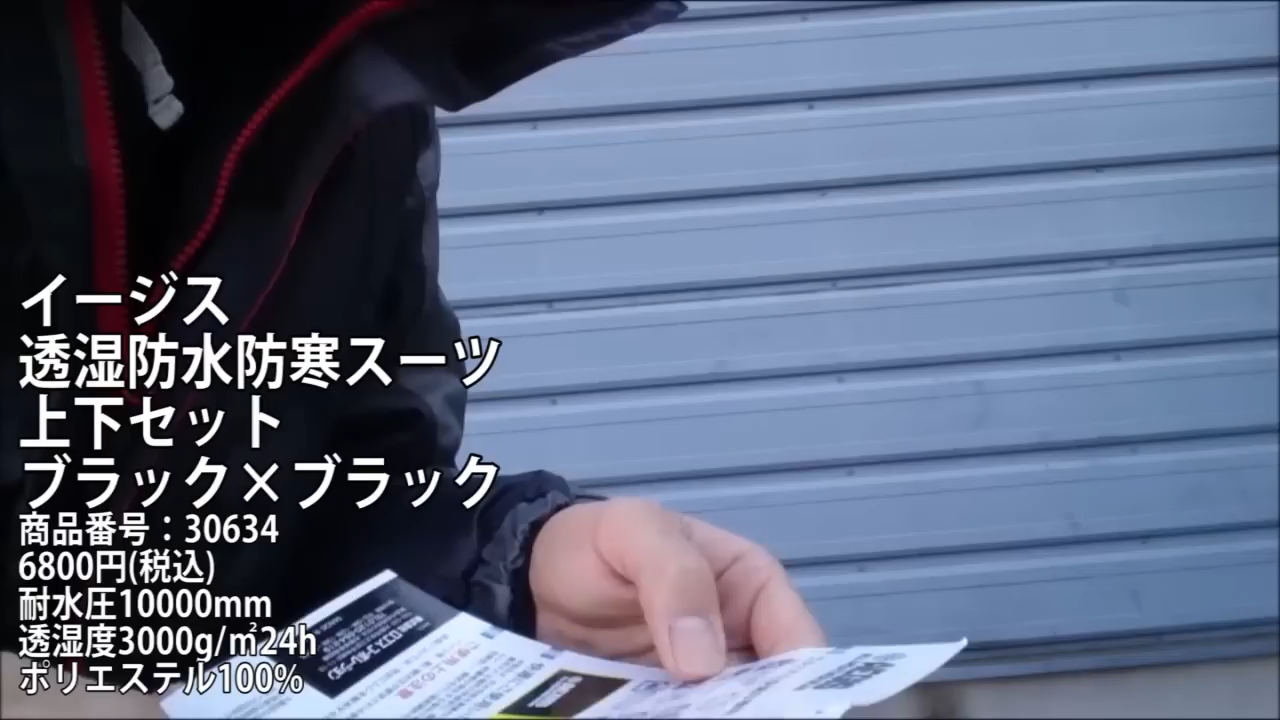 イージス
透湿防水防寒スーツ
上下セット
ブラック×ブラック
商品番号：30634
6800円(税込)
耐水圧10000mm
透湿度3000g/㎡24h
ポリエステル100%